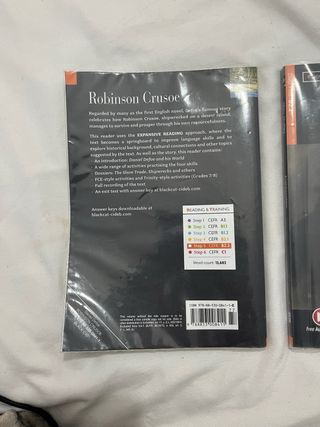 Robinson Crusoe
Regarded by many as the first English novel, Defoe's famous story
celebrates how Robinson Crusoe, shipwrecked on a desert island,
manages to survive and prosper through his own resourcefulness.
This reader uses the EXPANSIVE READING approach, where the
text becomes a springboard to improve language skills and to
explore historical background, cultural connections and other topics
suggested by the text. As well as the story, this reader contains:
An introduction: Daniel Defoe and his World
A wide range of activities practising the four skills
Dossiers: The Slave Trade, Shipwrecks and others
FCE-style activities and Trinity-style activities (Grades 7/8)
Full recording of the text
An exit test with answer key at blackcat-cideb.com
Answer keys downloadable at
blackcat-cideb.com
READING & TRAINING
Step 1 CEFR A2
Step 2 CEFR B1.1
Step 3 CEFR B1.2
Step 4 CEFR B2.1
Step 5 CEFR B2.2
Step 6 CEFR C1
Word count: